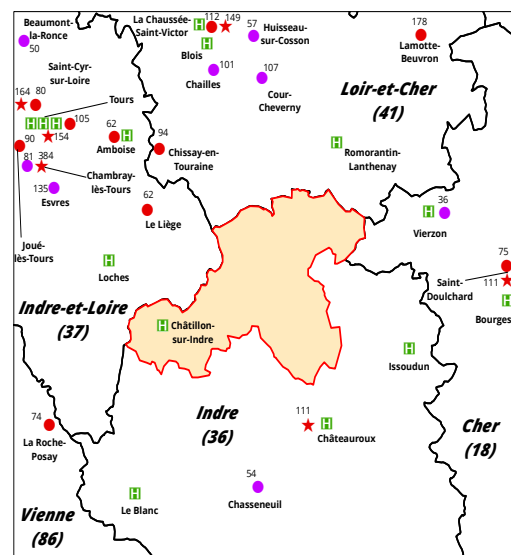 Beaumont-
la-Ronce
50
La Chaussée-
Saint-Victor
112
149
H
57
Huisseau-
sur-Cosson
178
Lamotte-
Beuvron
H
Blois
101
Chailles
107
Cour-
Cheverny
Loir-et-Cher
(41)
Saint-Cyr-
sur-Loire
164
80
Tours
H H H
105
154
62
H
Amboise
94
Chissay-en-
Touraine
H
Romorantin-
Lanthenay
90
81
384
Chambray-
lès-Tours
135
Esvres
62
Le Liège
H
36
Vierzon
Joué-
lès-Tours
H
Loches
75
Saint-
Doulchard
111
H
Bourges
Indre-et-Loire
(37)
H
Châtillon-
sur-Indre
H
Issoudun
74
La Roche-
Posay
Indre
(36)
111
H
Châteauroux
Cher
(18)
54
Chasseneuil
H
Le Blanc
Vienne
(86)